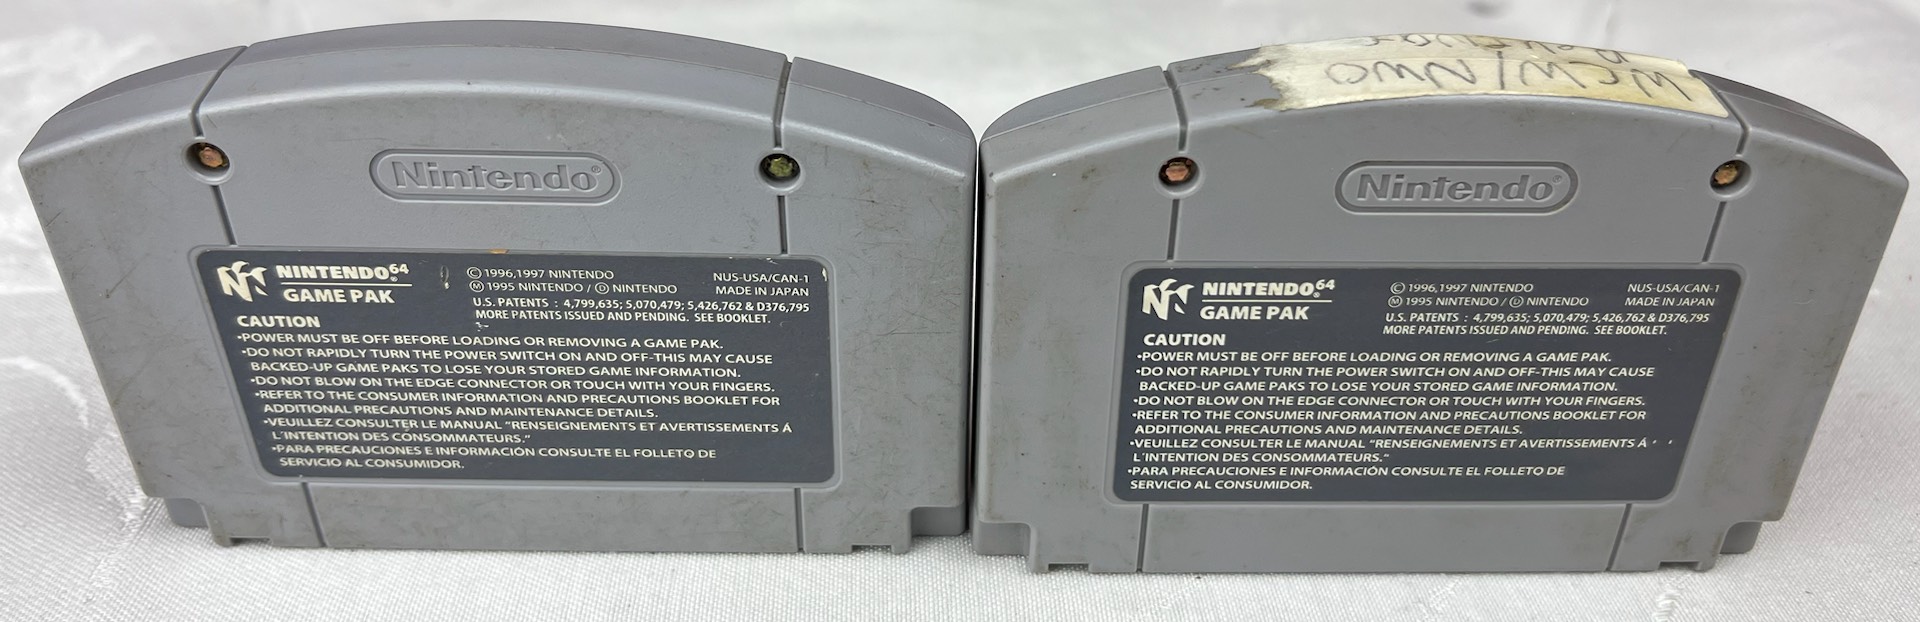 Nintendo®
NINTENDO64®
GAME PAK
© 1996,1997 NINTENDO
Ⓜ 1995 NINTENDO / Ⓓ NINTENDO
NUS-USA/CAN-1
MADE IN JAPAN
U.S. PATENTS : 4,799,635; 5,070,479; 5,426,762 & D376,795
MORE PATENTS ISSUED AND PENDING. SEE BOOKLET.
CAUTION
•POWER MUST BE OFF BEFORE LOADING OR REMOVING A GAME PAK.
•DO NOT RAPIDLY TURN THE POWER SWITCH ON AND OFF-THIS MAY CAUSE
BACKED-UP GAME PAKS TO LOSE YOUR STORED GAME INFORMATION.
•DO NOT BLOW ON THE EDGE CONNECTOR OR TOUCH WITH YOUR FINGERS.
•REFER TO THE CONSUMER INFORMATION AND PRECAUTIONS BOOKLET FOR
ADDITIONAL PRECAUTIONS AND MAINTENANCE DETAILS.
•VEUILLEZ CONSULTER LE MANUAL "RENSEIGNEMENTS ET AVERTISSEMENTS Á
L'INTENTION DES CONSOMMATEURS."
•PARA PRECAUCIONES E INFORMACIÓN CONSULTE EL FOLLETO DE
SERVICIO AL CONSUMIDOR.
WCW/NWO
Nintendo®
NINTENDO64®
GAME PAK
© 1996,1997 NINTENDO
Ⓜ 1995 NINTENDO / Ⓓ NINTENDO
NUS-USA/CAN-1
MADE IN JAPAN
U.S. PATENTS : 4,799,635; 5,070,479; 5,426,762 & D376,795
MORE PATENTS ISSUED AND PENDING. SEE BOOKLET.
CAUTION
•POWER MUST BE OFF BEFORE LOADING OR REMOVING A GAME PAK.
•DO NOT RAPIDLY TURN THE POWER SWITCH ON AND OFF-THIS MAY CAUSE
BACKED-UP GAME PAKS TO LOSE YOUR STORED GAME INFORMATION.
•DO NOT BLOW ON THE EDGE CONNECTOR OR TOUCH WITH YOUR FINGERS.
•REFER TO THE CONSUMER INFORMATION AND PRECAUTIONS BOOKLET FOR
ADDITIONAL PRECAUTIONS AND MAINTENANCE DETAILS.
•VEUILLEZ CONSULTER LE MANUAL "RENSEIGNEMENTS ET AVERTISSEMENTS Á
L'INTENTION DES CONSOMMATEURS."
•PARA PRECAUCIONES E INFORMACIÓN CONSULTE EL FOLLETO DE
SERVICIO AL CONSUMIDOR.